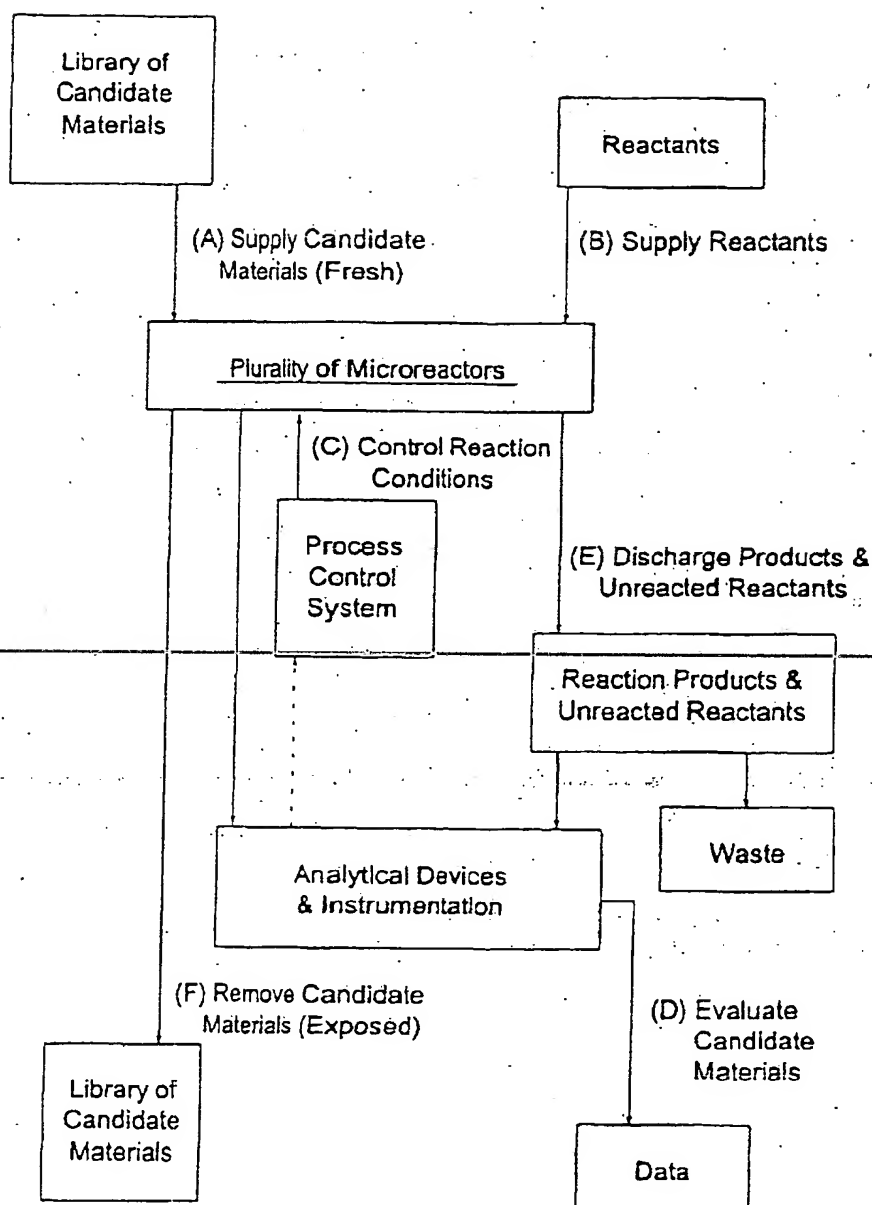 Library of
Candidate
Materials
Reactants
(A) Supply Candidate
Materials (Fresh)
(B) Supply Reactants
Plurality of Microreactors
(C) Control Reaction
Conditions
Process
Control
System
(E) Discharge Products &
Unreacted Reactants
Reaction Products &
Unreacted Reactants
Waste
Analytical Devices
& Instrumentation
(F) Remove Candidate
Materials (Exposed)
(D) Evaluate
Candidate
Materials
Library of
Candidate
Materials
Data